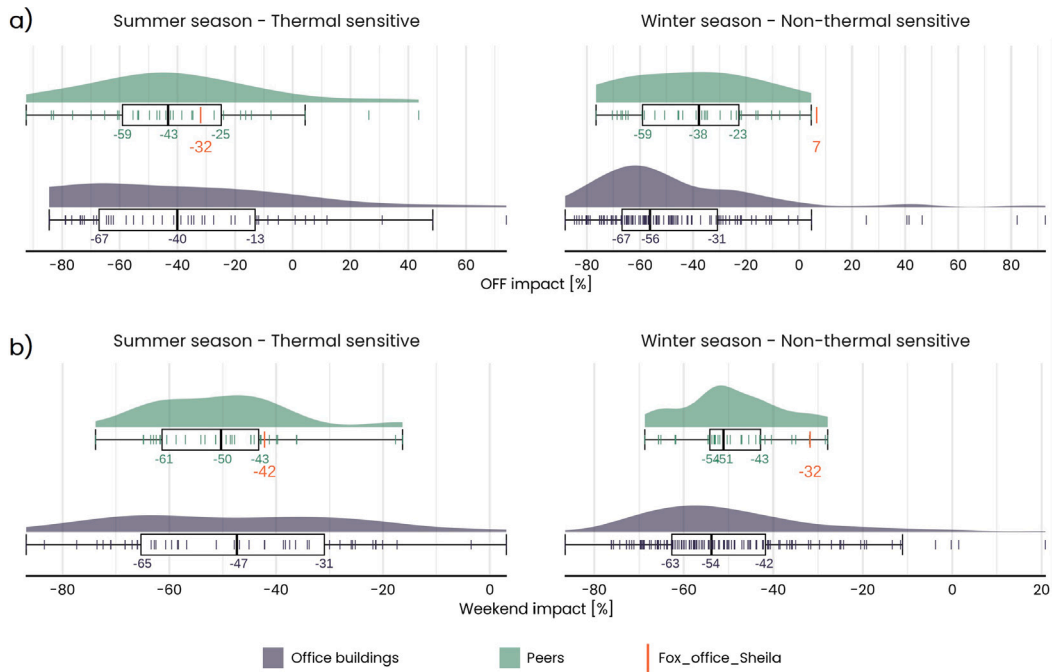 a)
Summer season - Thermal sensitive
Winter season - Non-thermal sensitive
-59 -43 -25
-32
-59 -38 -23
7
-67 -40 -13
-67 -56 -31
-80 -60 -40 -20 0 20 40 60
-80 -60 -40 -20 0 20 40 60 80
OFF impact [%]
b)
Summer season - Thermal sensitive
Winter season - Non-thermal sensitive
-61 -50 -43
-42
-54 -51 -43
-32
-65 -47 -31
-63 -54 -42
-80 -60 -40 -20 0
-80 -60 -40 -20 0 20
Weekend impact [%]
Office buildings Peers Fox_office_Sheila